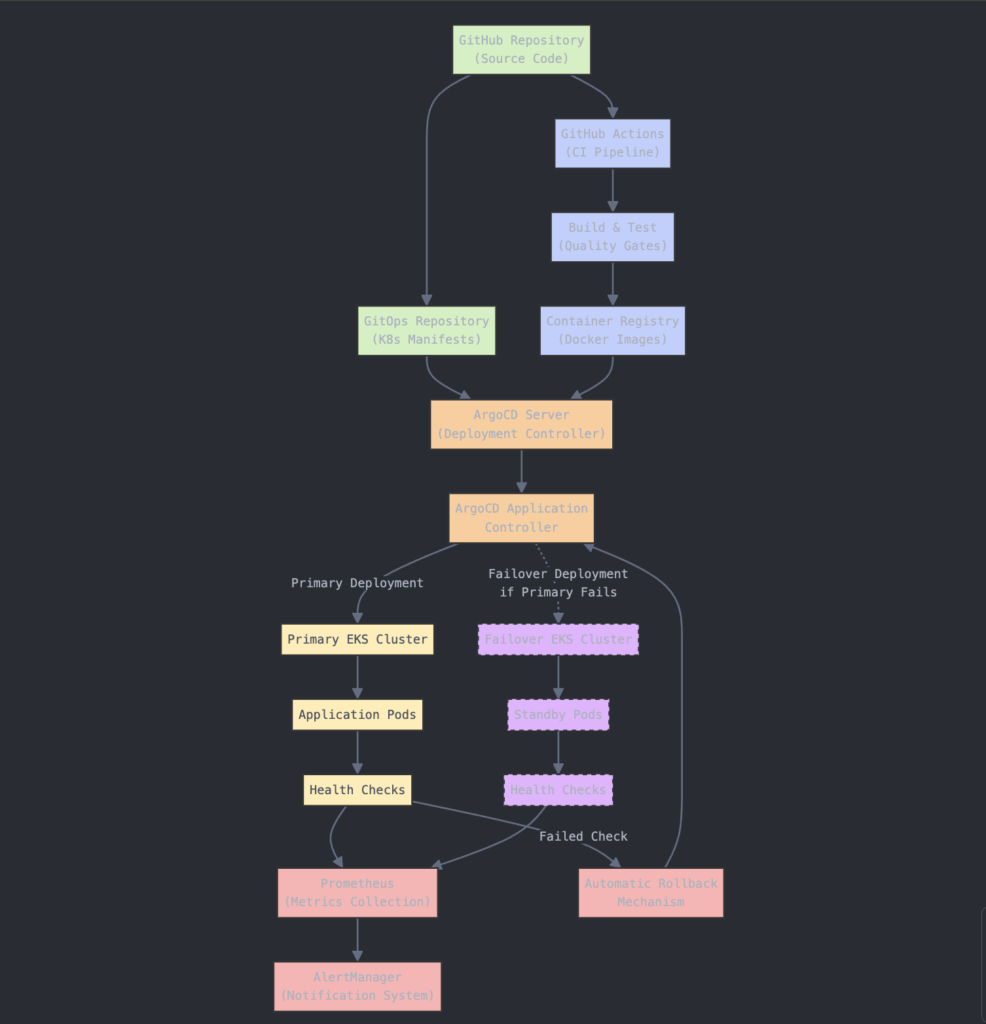 GitHub Repository
(Source Code)
GitHub Actions
(CI Pipeline)
Build & Test
(Quality Gates)
GitOps Repository
(K8s Manifests)
Container Registry
(Docker Images)
ArgoCD Server
(Deployment Controller)
ArgoCD Application
Controller
Primary Deployment
Failover Deployment
if Primary Fails
Primary EKS Cluster
Failover EKS Cluster
Application Pods
Standby Pods
Health Checks
Health Checks
Failed Check
Prometheus
(Metrics Collection)
Automatic Rollback
Mechanism
AlertManager
(Notification System)